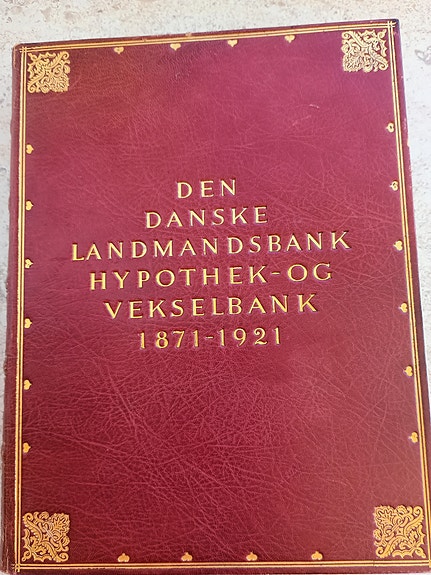 DEN
DANSKE
LANDMANDSBANK
HYPOTHEK-OG
VEKSELBANK
1871-1921